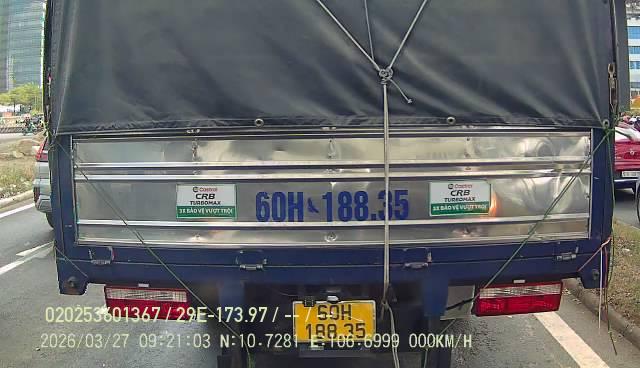 Castrol
CRB
TURBOMAX
3X BẢO VỆ VƯỢT TRỘI
60H 188.35
Castrol
CRB
TURBOMAX
3X BẢO VỆ VƯỢT TRỘI
60H
188.35
020253601367 / 29E-173.97 / -- /
2026/03/27 09:21:03 N:10.7281 E:106.6999 000KM/H